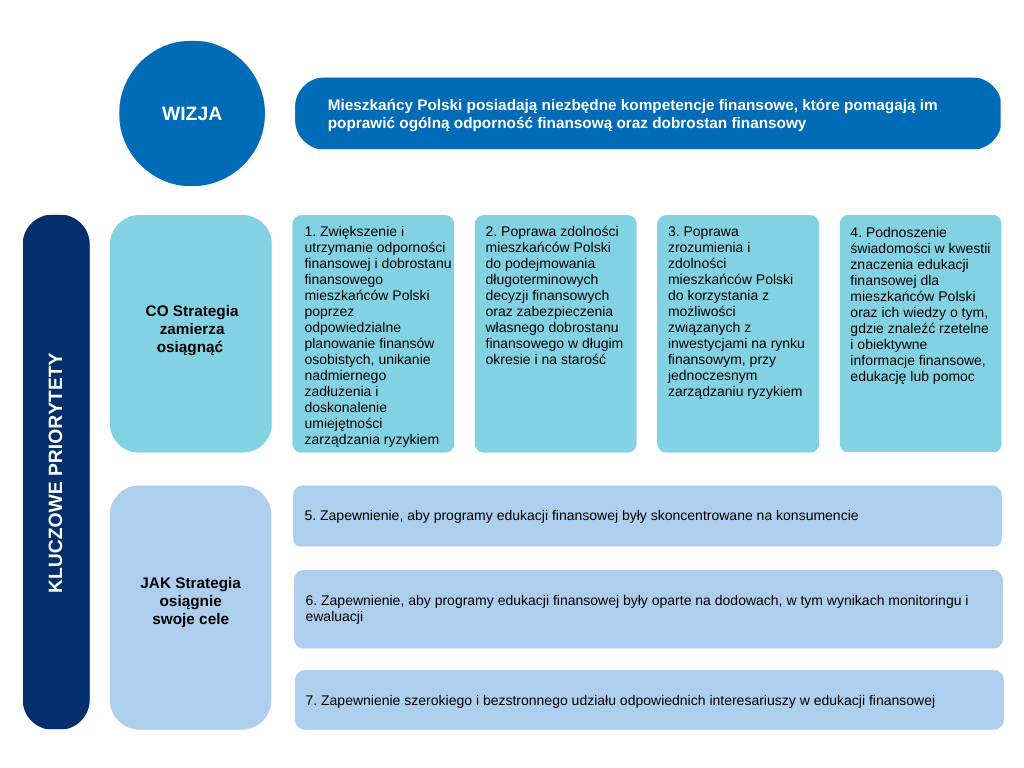 WIZJA
Mieszkańcy Polski posiadają niezbędne kompetencje finansowe, które pomagają im
poprawić ogólną odporność finansową oraz dobrostan finansowy
KLUCZOWE PRIORYTETY
CO Strategia
zamierza
osiągnąć
1. Zwiększenie i
utrzymanie odporności
finansowej i dobrostanu
finansowego
mieszkańców Polski
poprzez
odpowiedzialne
planowanie finansów
osobistych, unikanie
nadmiernego
zadłużenia i
doskonalenie
umiejętności
zarządzania ryzykiem
2. Poprawa zdolności
mieszkańców Polski
do podejmowania
długoterminowych
decyzji finansowych
oraz zabezpieczenia
własnego dobrostanu
finansowego w długim
okresie i na starość
3. Poprawa
zrozumienia i
zdolności
mieszkańców Polski
do korzystania z
możliwości
związanych z
inwestycjami na rynku
finansowym, przy
jednoczesnym
zarządzaniu ryzykiem
4. Podnoszenie
świadomości w kwestii
znaczenia edukacji
finansowej dla
mieszkańców Polski
oraz ich wiedzy o tym,
gdzie znaleźć rzetelne
i obiektywne
informacje finansowe,
edukację lub pomoc
JAK Strategia
osiągnie
swoje cele
5. Zapewnienie, aby programy edukacji finansowej były skoncentrowane na konsumencie
6. Zapewnienie, aby programy edukacji finansowej były oparte na dodowach, w tym wynikach monitoringu i
ewaluacji
7. Zapewnienie szerokiego i bezstronnego udziału odpowiednich interesariuszy w edukacji finansowej